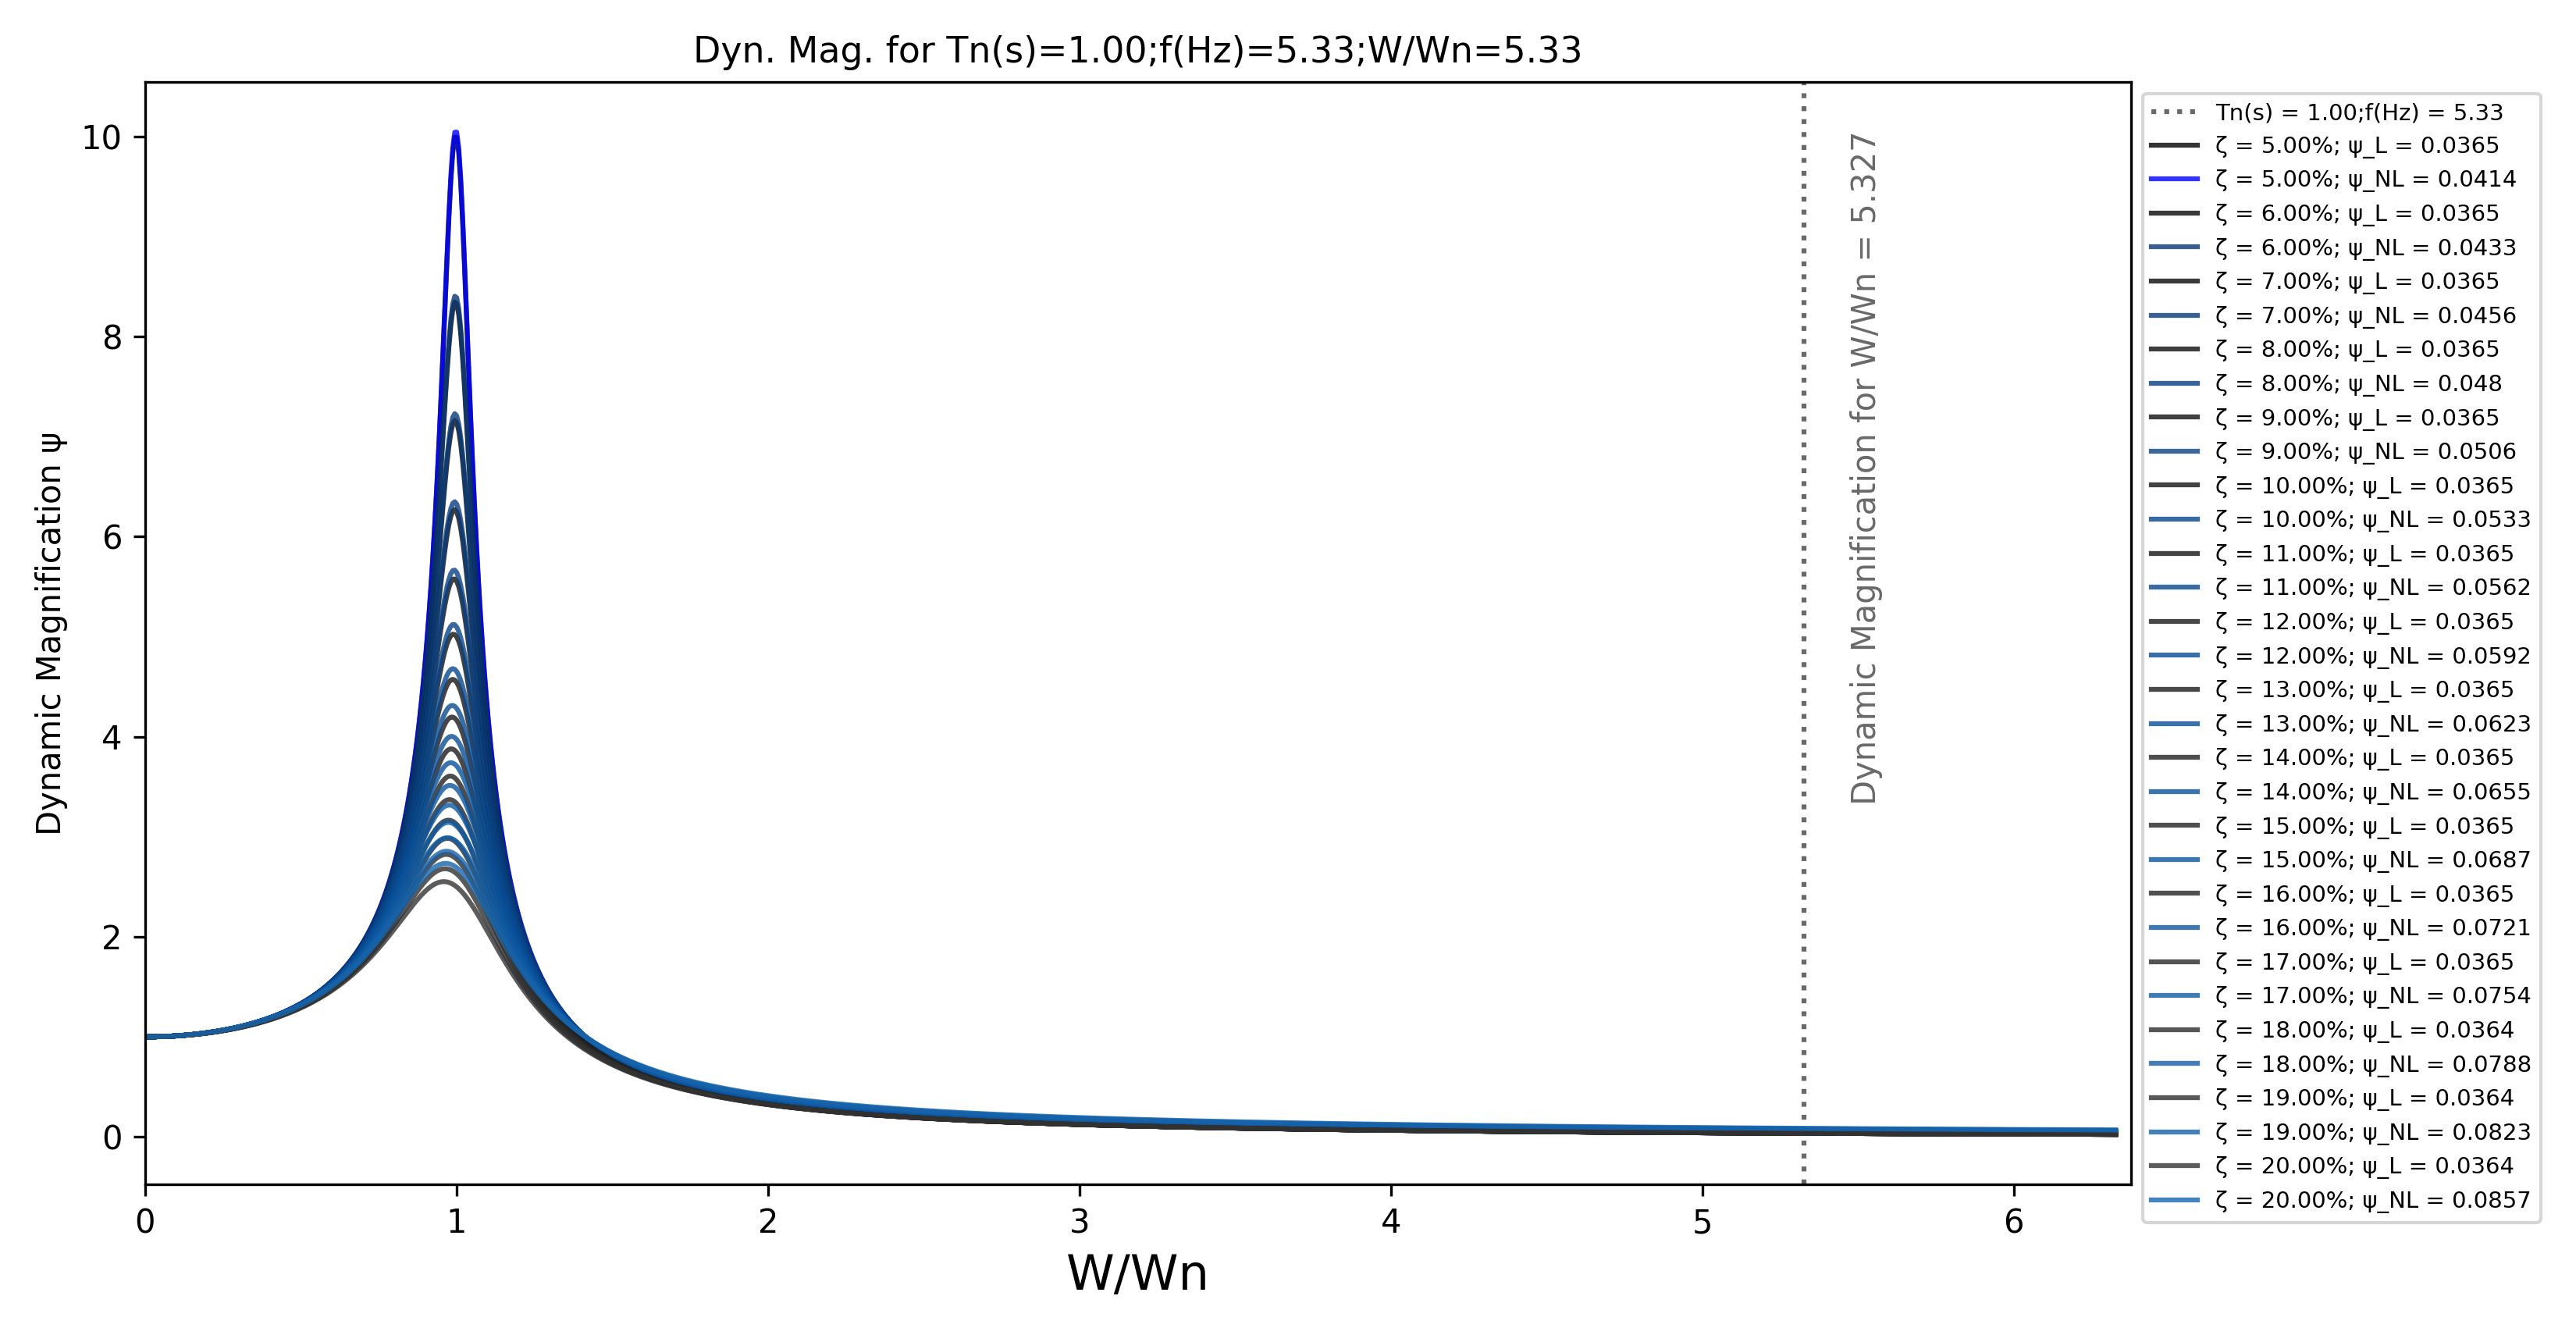 Dyn. Mag. for Tn(s)=1.00;f(Hz)=5.33;W/Wn=5.33
Dynamic Magnification ψ
10
8
6
4
2
0
0
1
2
3
4
5
6
W/Wn
Dynamic Magnification for W/Wn = 5.327
Tn(s) = 1.00;f(Hz) = 5.33
ζ = 5.00%; ψ_L = 0.0365
ζ = 5.00%; ψ_NL = 0.0414
ζ = 6.00%; ψ_L = 0.0365
ζ = 6.00%; ψ_NL = 0.0433
ζ = 7.00%; ψ_L = 0.0365
ζ = 7.00%; ψ_NL = 0.0456
ζ = 8.00%; ψ_L = 0.0365
ζ = 8.00%; ψ_NL = 0.048
ζ = 9.00%; ψ_L = 0.0365
ζ = 9.00%; ψ_NL = 0.0506
ζ = 10.00%; ψ_L = 0.0365
ζ = 10.00%; ψ_NL = 0.0533
ζ = 11.00%; ψ_L = 0.0365
ζ = 11.00%; ψ_NL = 0.0562
ζ = 12.00%; ψ_L = 0.0365
ζ = 12.00%; ψ_NL = 0.0592
ζ = 13.00%; ψ_L = 0.0365
ζ = 13.00%; ψ_NL = 0.0623
ζ = 14.00%; ψ_L = 0.0365
ζ = 14.00%; ψ_NL = 0.0655
ζ = 15.00%; ψ_L = 0.0365
ζ = 15.00%; ψ_NL = 0.0687
ζ = 16.00%; ψ_L = 0.0365
ζ = 16.00%; ψ_NL = 0.0721
ζ = 17.00%; ψ_L = 0.0365
ζ = 17.00%; ψ_NL = 0.0754
ζ = 18.00%; ψ_L = 0.0364
ζ = 18.00%; ψ_NL = 0.0788
ζ = 19.00%; ψ_L = 0.0364
ζ = 19.00%; ψ_NL = 0.0823
ζ = 20.00%; ψ_L = 0.0364
ζ = 20.00%; ψ_NL = 0.0857